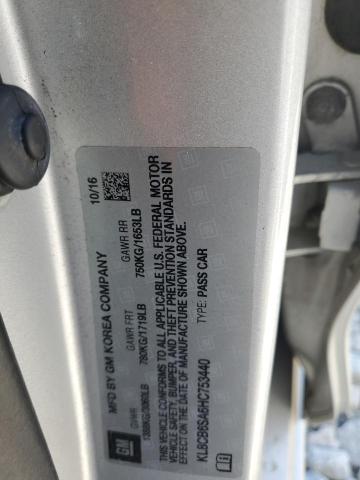 MFD BY GM KOREA COMPANY 10/16
GVWR GAWR FRT GAWR RR
1388KG/3060LB 780KG/1719LB 750KG/1653LB
THIS VEHICLE CONFORMS TO ALL APPLICABLE U.S. FEDERAL MOTOR
VEHICLE SAFETY, BUMPER, AND THEFT PREVENTION STANDARDS IN
EFFECT ON THE DATE OF MANUFACTURE SHOWN ABOVE.
KL8CB6SA6HC753440 TYPE: PASS CAR
GM